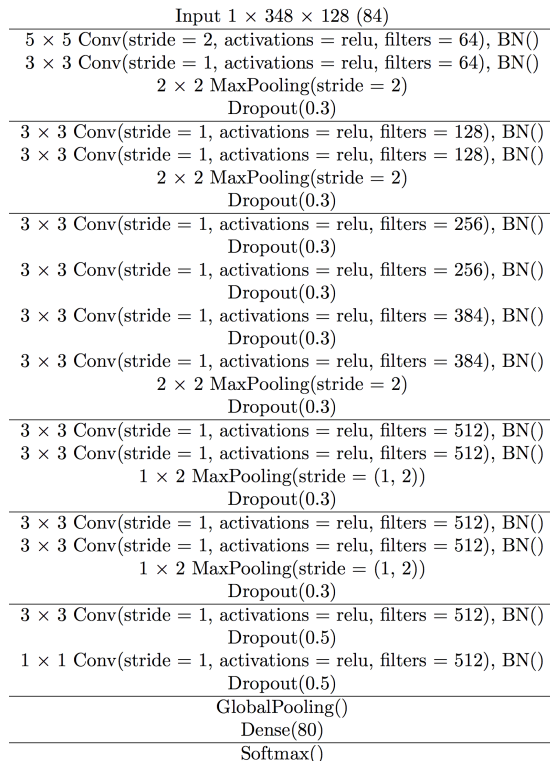 Input 1 × 348 × 128 (84)
5 × 5 Conv(stride = 2, activations = relu, filters = 64), BN()
3 × 3 Conv(stride = 1, activations = relu, filters = 64), BN()
2 × 2 MaxPooling(stride = 2)
Dropout(0.3)
3 × 3 Conv(stride = 1, activations = relu, filters = 128), BN()
3 × 3 Conv(stride = 1, activations = relu, filters = 128), BN()
2 × 2 MaxPooling(stride = 2)
Dropout(0.3)
3 × 3 Conv(stride = 1, activations = relu, filters = 256), BN()
Dropout(0.3)
3 × 3 Conv(stride = 1, activations = relu, filters = 256), BN()
Dropout(0.3)
3 × 3 Conv(stride = 1, activations = relu, filters = 384), BN()
Dropout(0.3)
3 × 3 Conv(stride = 1, activations = relu, filters = 384), BN()
2 × 2 MaxPooling(stride = 2)
Dropout(0.3)
3 × 3 Conv(stride = 1, activations = relu, filters = 512), BN()
3 × 3 Conv(stride = 1, activations = relu, filters = 512), BN()
1 × 2 MaxPooling(stride = (1, 2))
Dropout(0.3)
3 × 3 Conv(stride = 1, activations = relu, filters = 512), BN()
3 × 3 Conv(stride = 1, activations = relu, filters = 512), BN()
1 × 2 MaxPooling(stride = (1, 2))
Dropout(0.3)
3 × 3 Conv(stride = 1, activations = relu, filters = 512), BN()
Dropout(0.5)
1 × 1 Conv(stride = 1, activations = relu, filters = 512), BN()
Dropout(0.5)
GlobalPooling()
Dense(80)
Softmax()